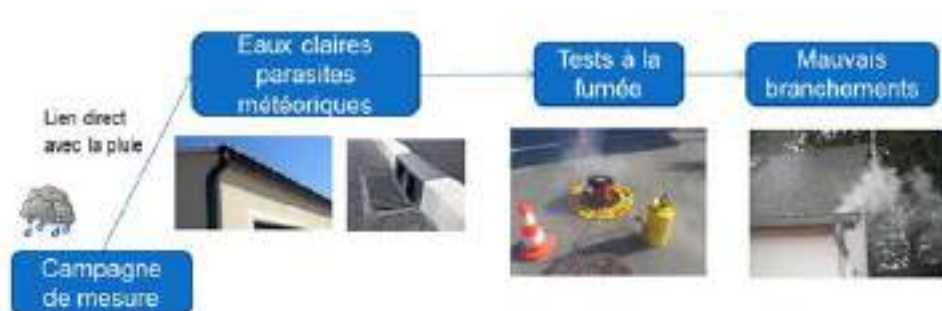 Eaux claires
parasites
météoriques
Tests à la
fumée
Mauvais
branchements
Lien direct
avec la pluie
Campagne
de mesure